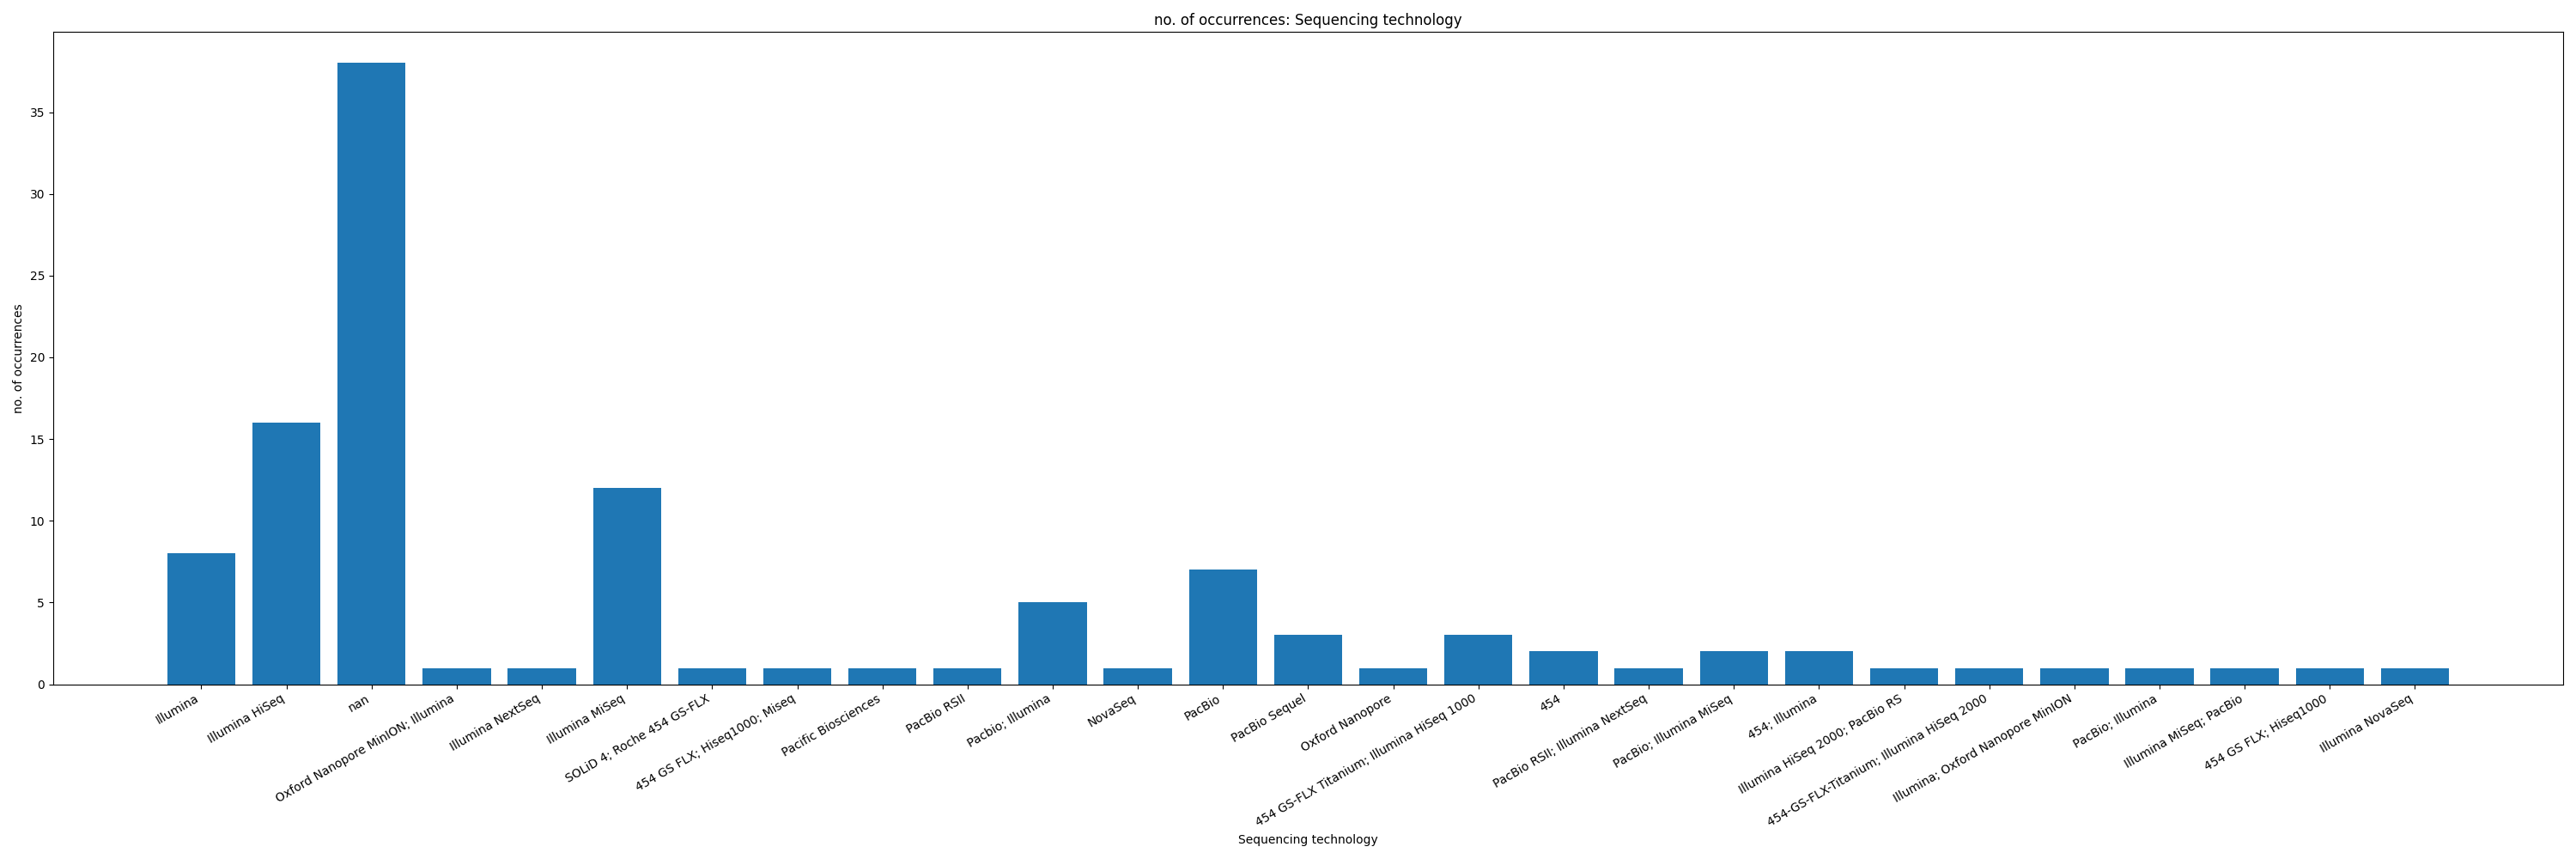 no. of occurrences: Sequencing technology
no. of occurrences
35
30
25
20
15
10
5
0
Illumina
Illumina HiSeq
nan
Oxford Nanopore MinION; Illumina
Illumina NextSeq
Illumina MiSeq
SOLiD 4; Roche 454 GS-FLX
454 GS FLX; Hiseq1000; Miseq
Pacific Biosciences
PacBio RSII
Pacbio; Illumina
NovaSeq
PacBio
PacBio Sequel
Oxford Nanopore
454 GS-FLX Titanium; Illumina HiSeq 1000
454
PacBio RSII; Illumina NextSeq
PacBio; Illumina MiSeq
454; Illumina
Illumina HiSeq 2000; PacBio RS
454-GS-FLX-Titanium; Illumina HiSeq 2000
Illumina; Oxford Nanopore MinION
PacBio; Illumina
Illumina MiSeq; PacBio
454 GS FLX; Hiseq1000
Illumina NovaSeq
Sequencing technology